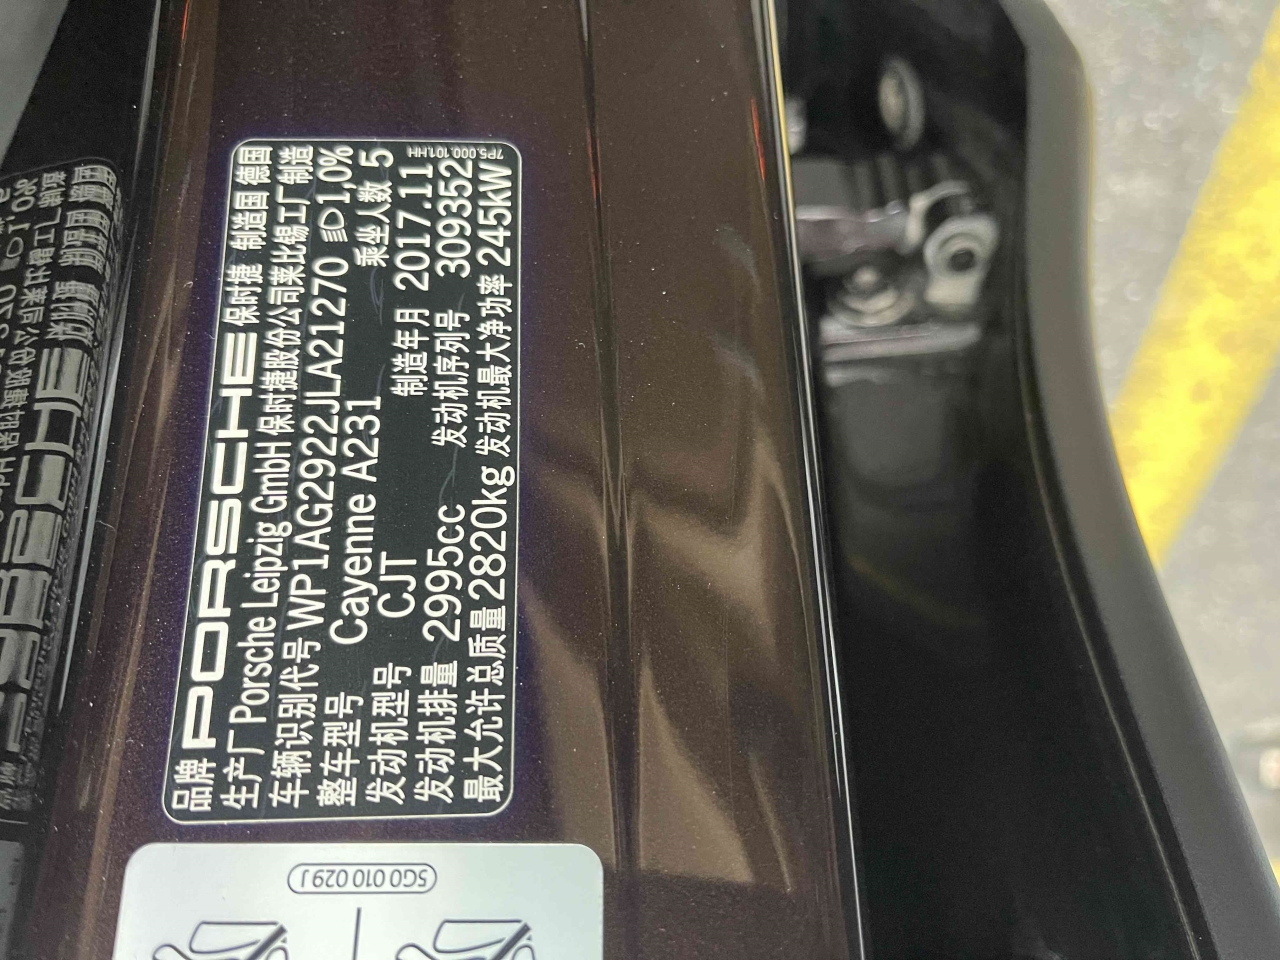 品牌 PORSCHE 保时捷 制造国 德国
生产厂 Porsche Leipzig GmbH 保时捷股份公司莱比锡工厂制造
车辆识别代号 WP1AG2922JLA21270 1,0%
整车型号 Cayenne A231 乘坐人数 5
发动机型号 CJT 制造年月 2017.11
发动机排量 2995cc 发动机序列号 309352
最大允许总质量 2820kg 发动机最大净功率 245kW
7P5.000.101.HH
5G0 010 029 J